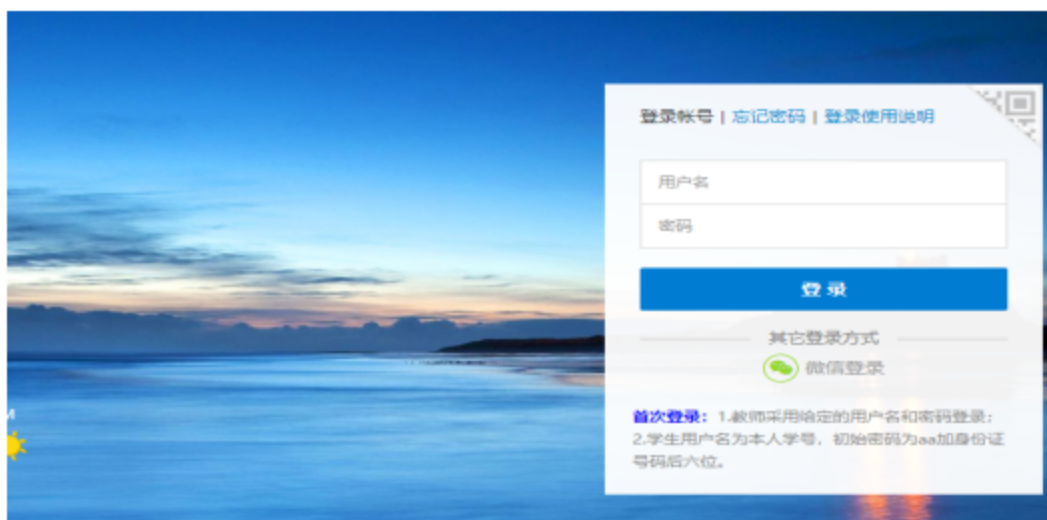 登录帐号 | 忘记密码 | 登录使用说明
用户名
密码
登 录
其它登录方式
微信登录
首次登录：1.教师采用给定的用户名和密码登录；
2.学生用户名为本人学号，初始密码为aa加身份证
号码后六位。
M